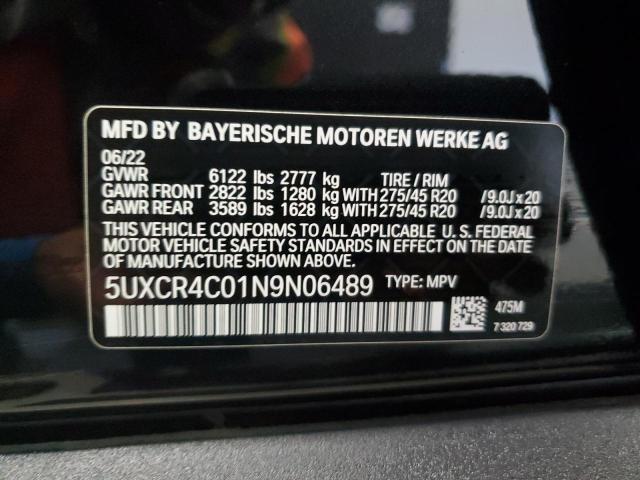 MFD BY BAYERISCHE MOTOREN WERKE AG
06/22
GVWR 6122 lbs 2777 kg TIRE / RIM
GAWR FRONT 2822 lbs 1280 kg WITH 275/45 R20 /9.0J x 20
GAWR REAR 3589 lbs 1628 kg WITH 275/45 R20 /9.0J x 20
THIS VEHICLE CONFORMS TO ALL APPLICABLE U. S. FEDERAL
MOTOR VEHICLE SAFETY STANDARDS IN EFFECT ON THE DATE
OF MANUFACTURE SHOWN ABOVE.
5UXCR4C01N9N06489 TYPE: MPV
475M
7 320 729